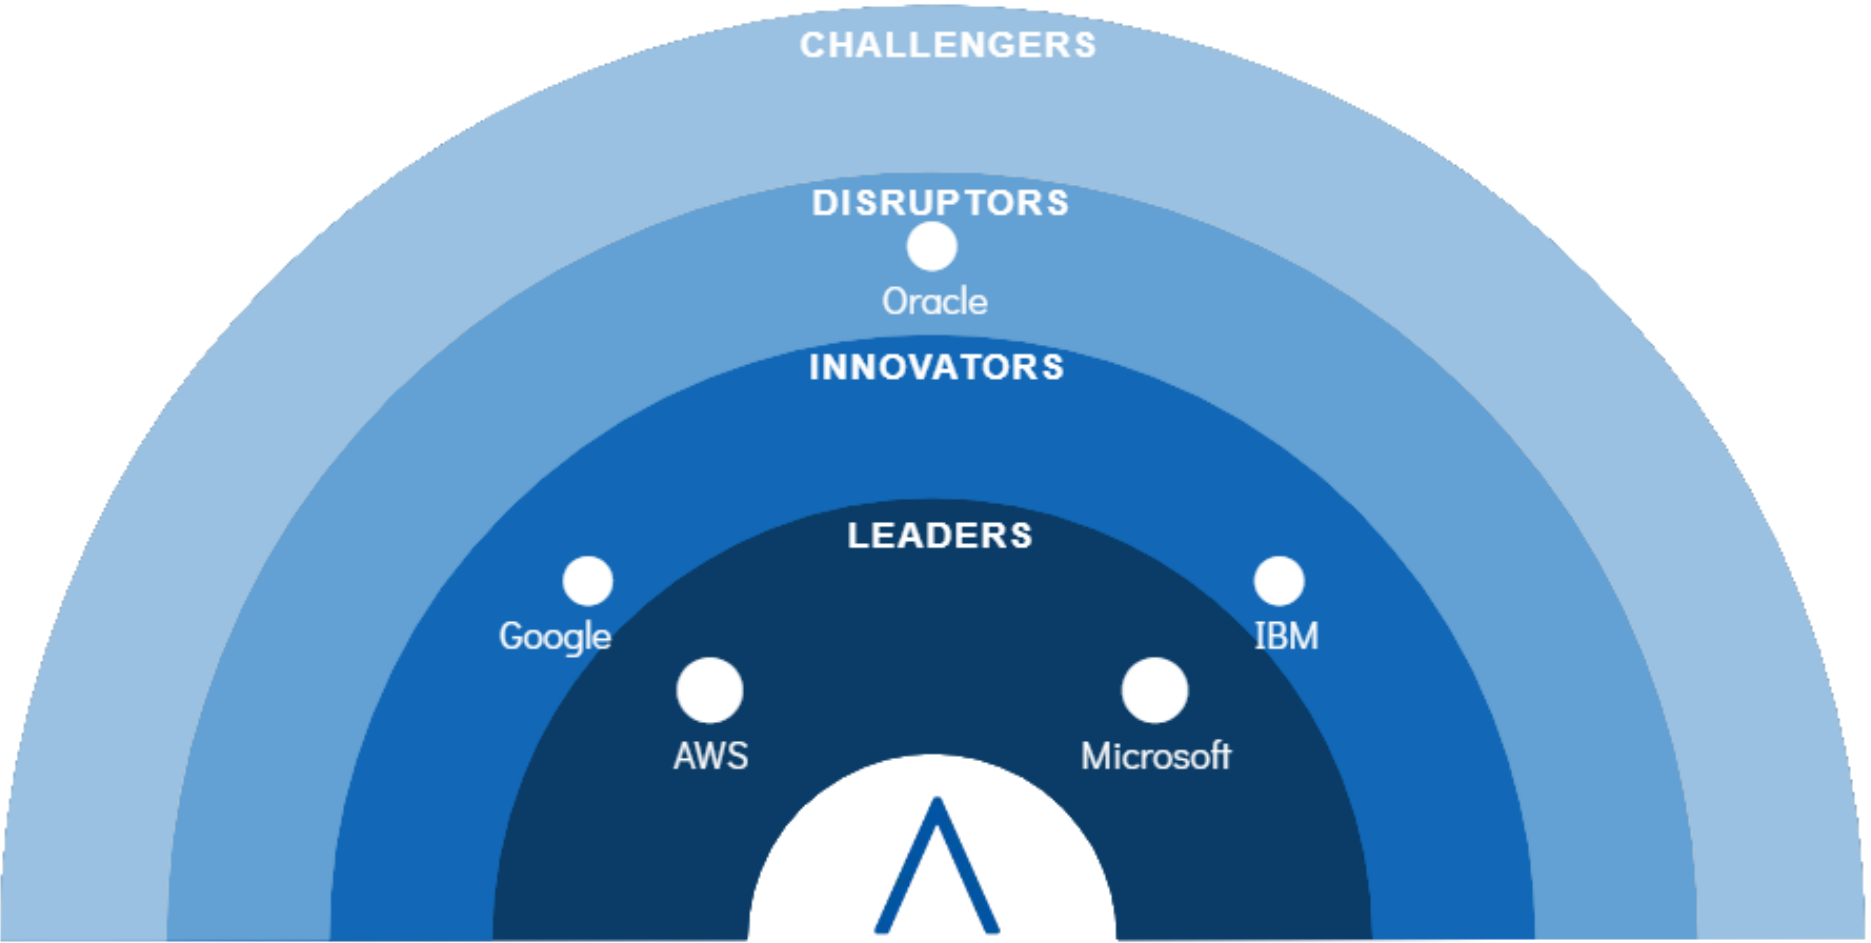 CHALLENGERS
DISRUPTORS
Oracle
INNOVATORS
LEADERS
Google
IBM
AWS
Microsoft